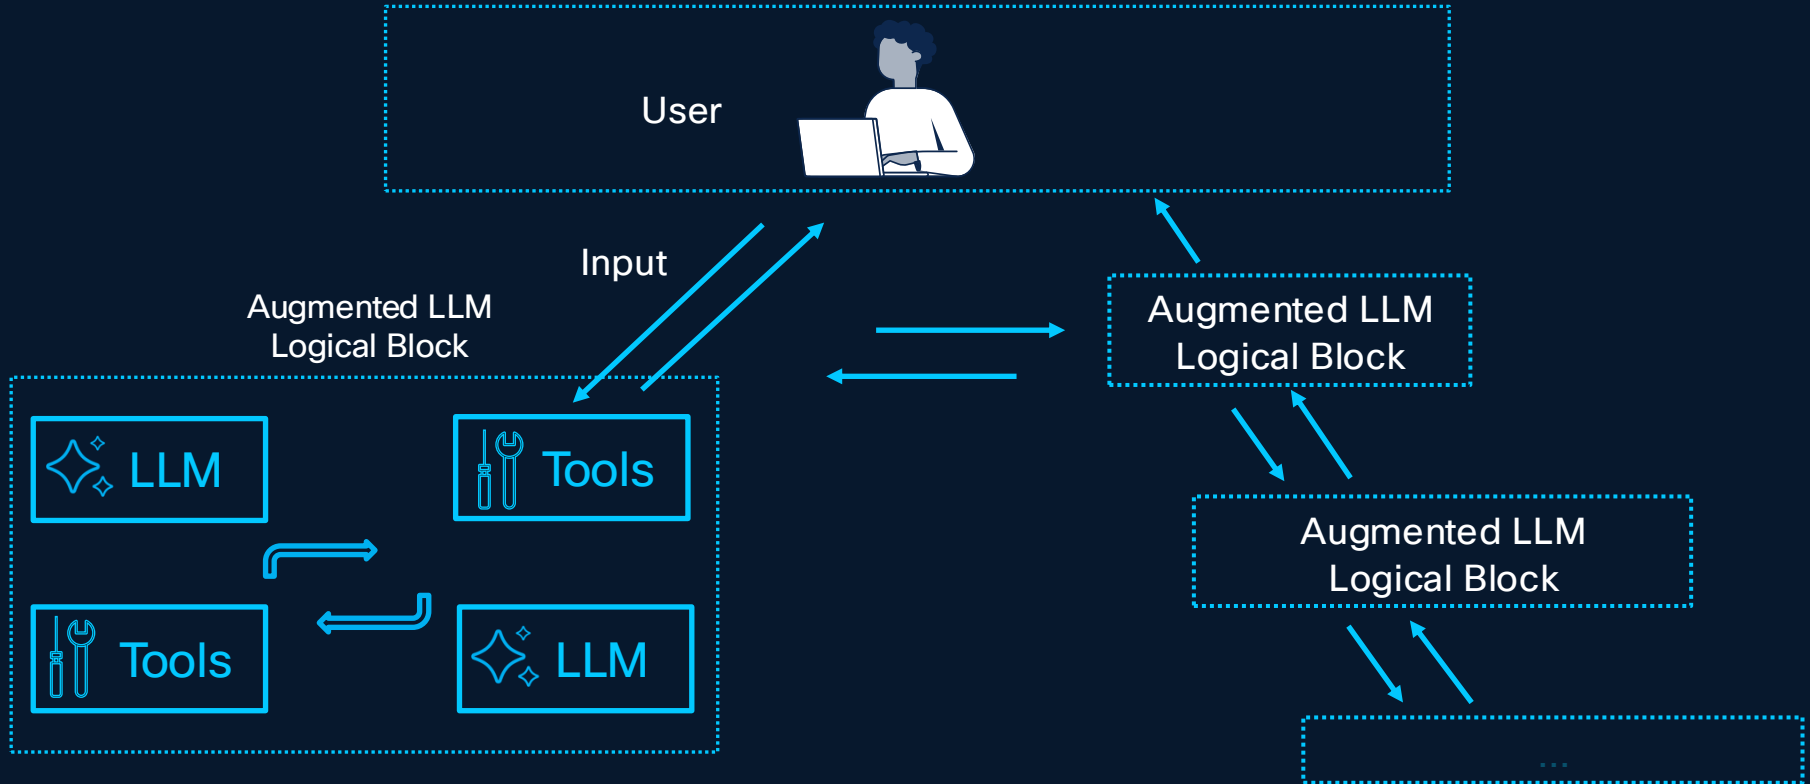 User
Input
Augmented LLM
Logical Block
LLM
Tools
Tools
LLM
Augmented LLM
Logical Block
Augmented LLM
Logical Block
...